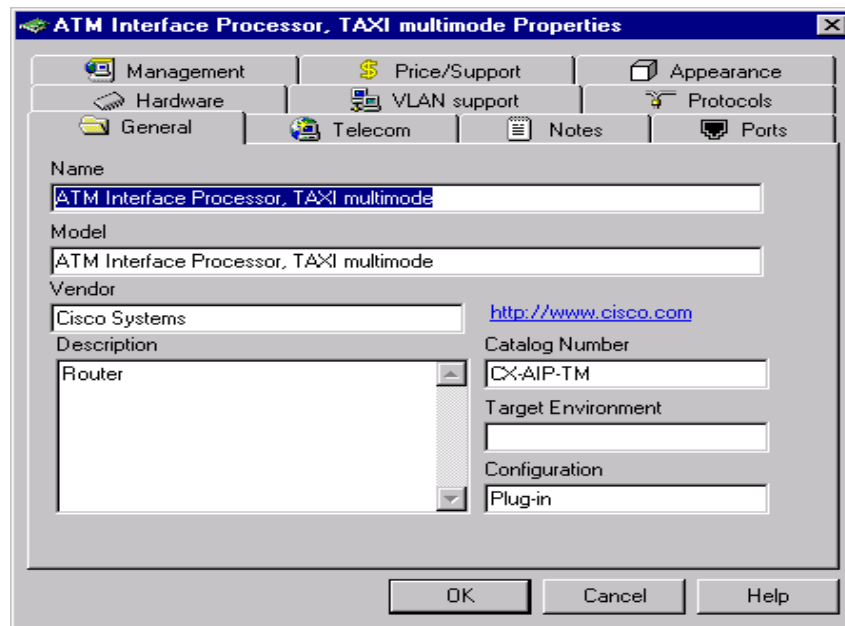 ATM Interface Processor, TAXI multimode Properties
Management Price/Support Appearance
Hardware VLAN support Protocols
General Telecom Notes Ports
Name
ATM Interface Processor, TAXI multimode
Model
ATM Interface Processor, TAXI multimode
Vendor
Cisco Systems
http://www.cisco.com
Description
Router
Catalog Number
CX-AIP-TM
Target Environment
Configuration
Plug-in
OK Cancel Help